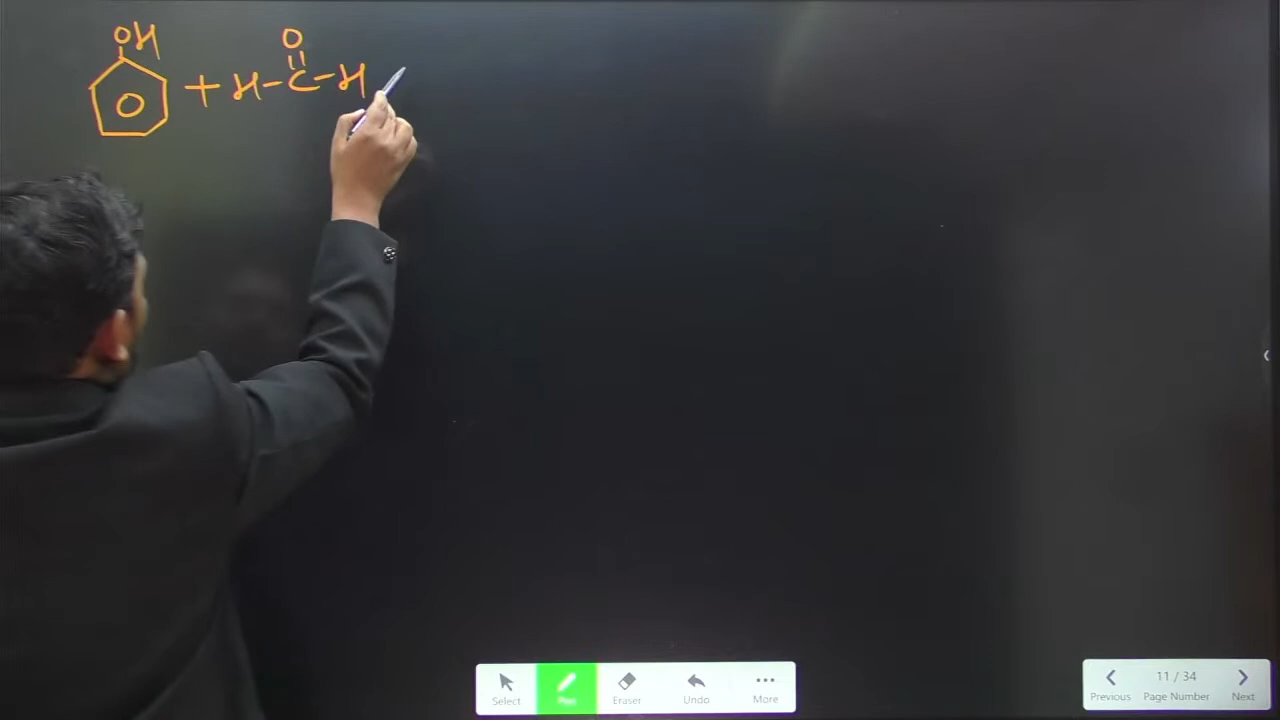 OH
O
+ H-C-H
Select
Pen
Eraser
Undo
More
Previous
11 / 34
Page Number
Next